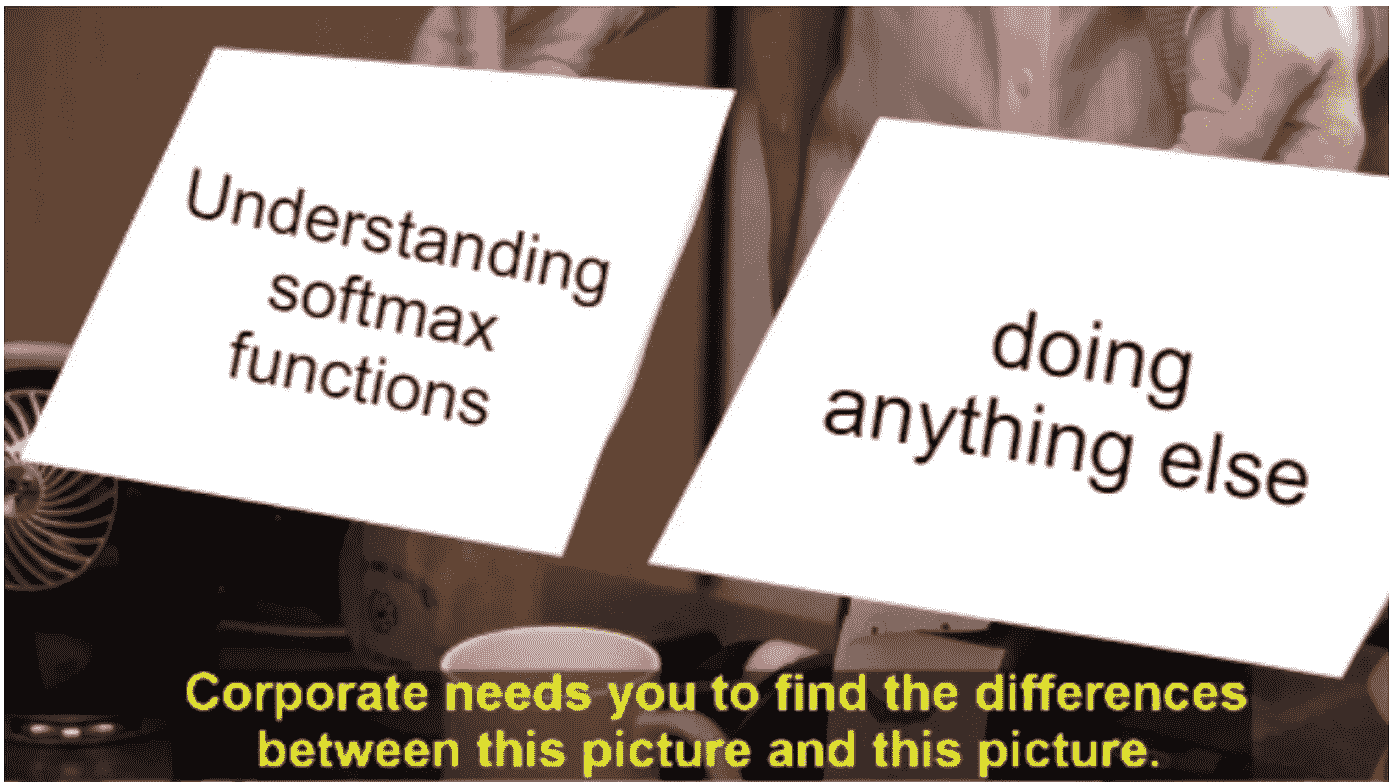 Understanding
softmax
functions
doing
anything else
Corporate needs you to find the differences
between this picture and this picture.